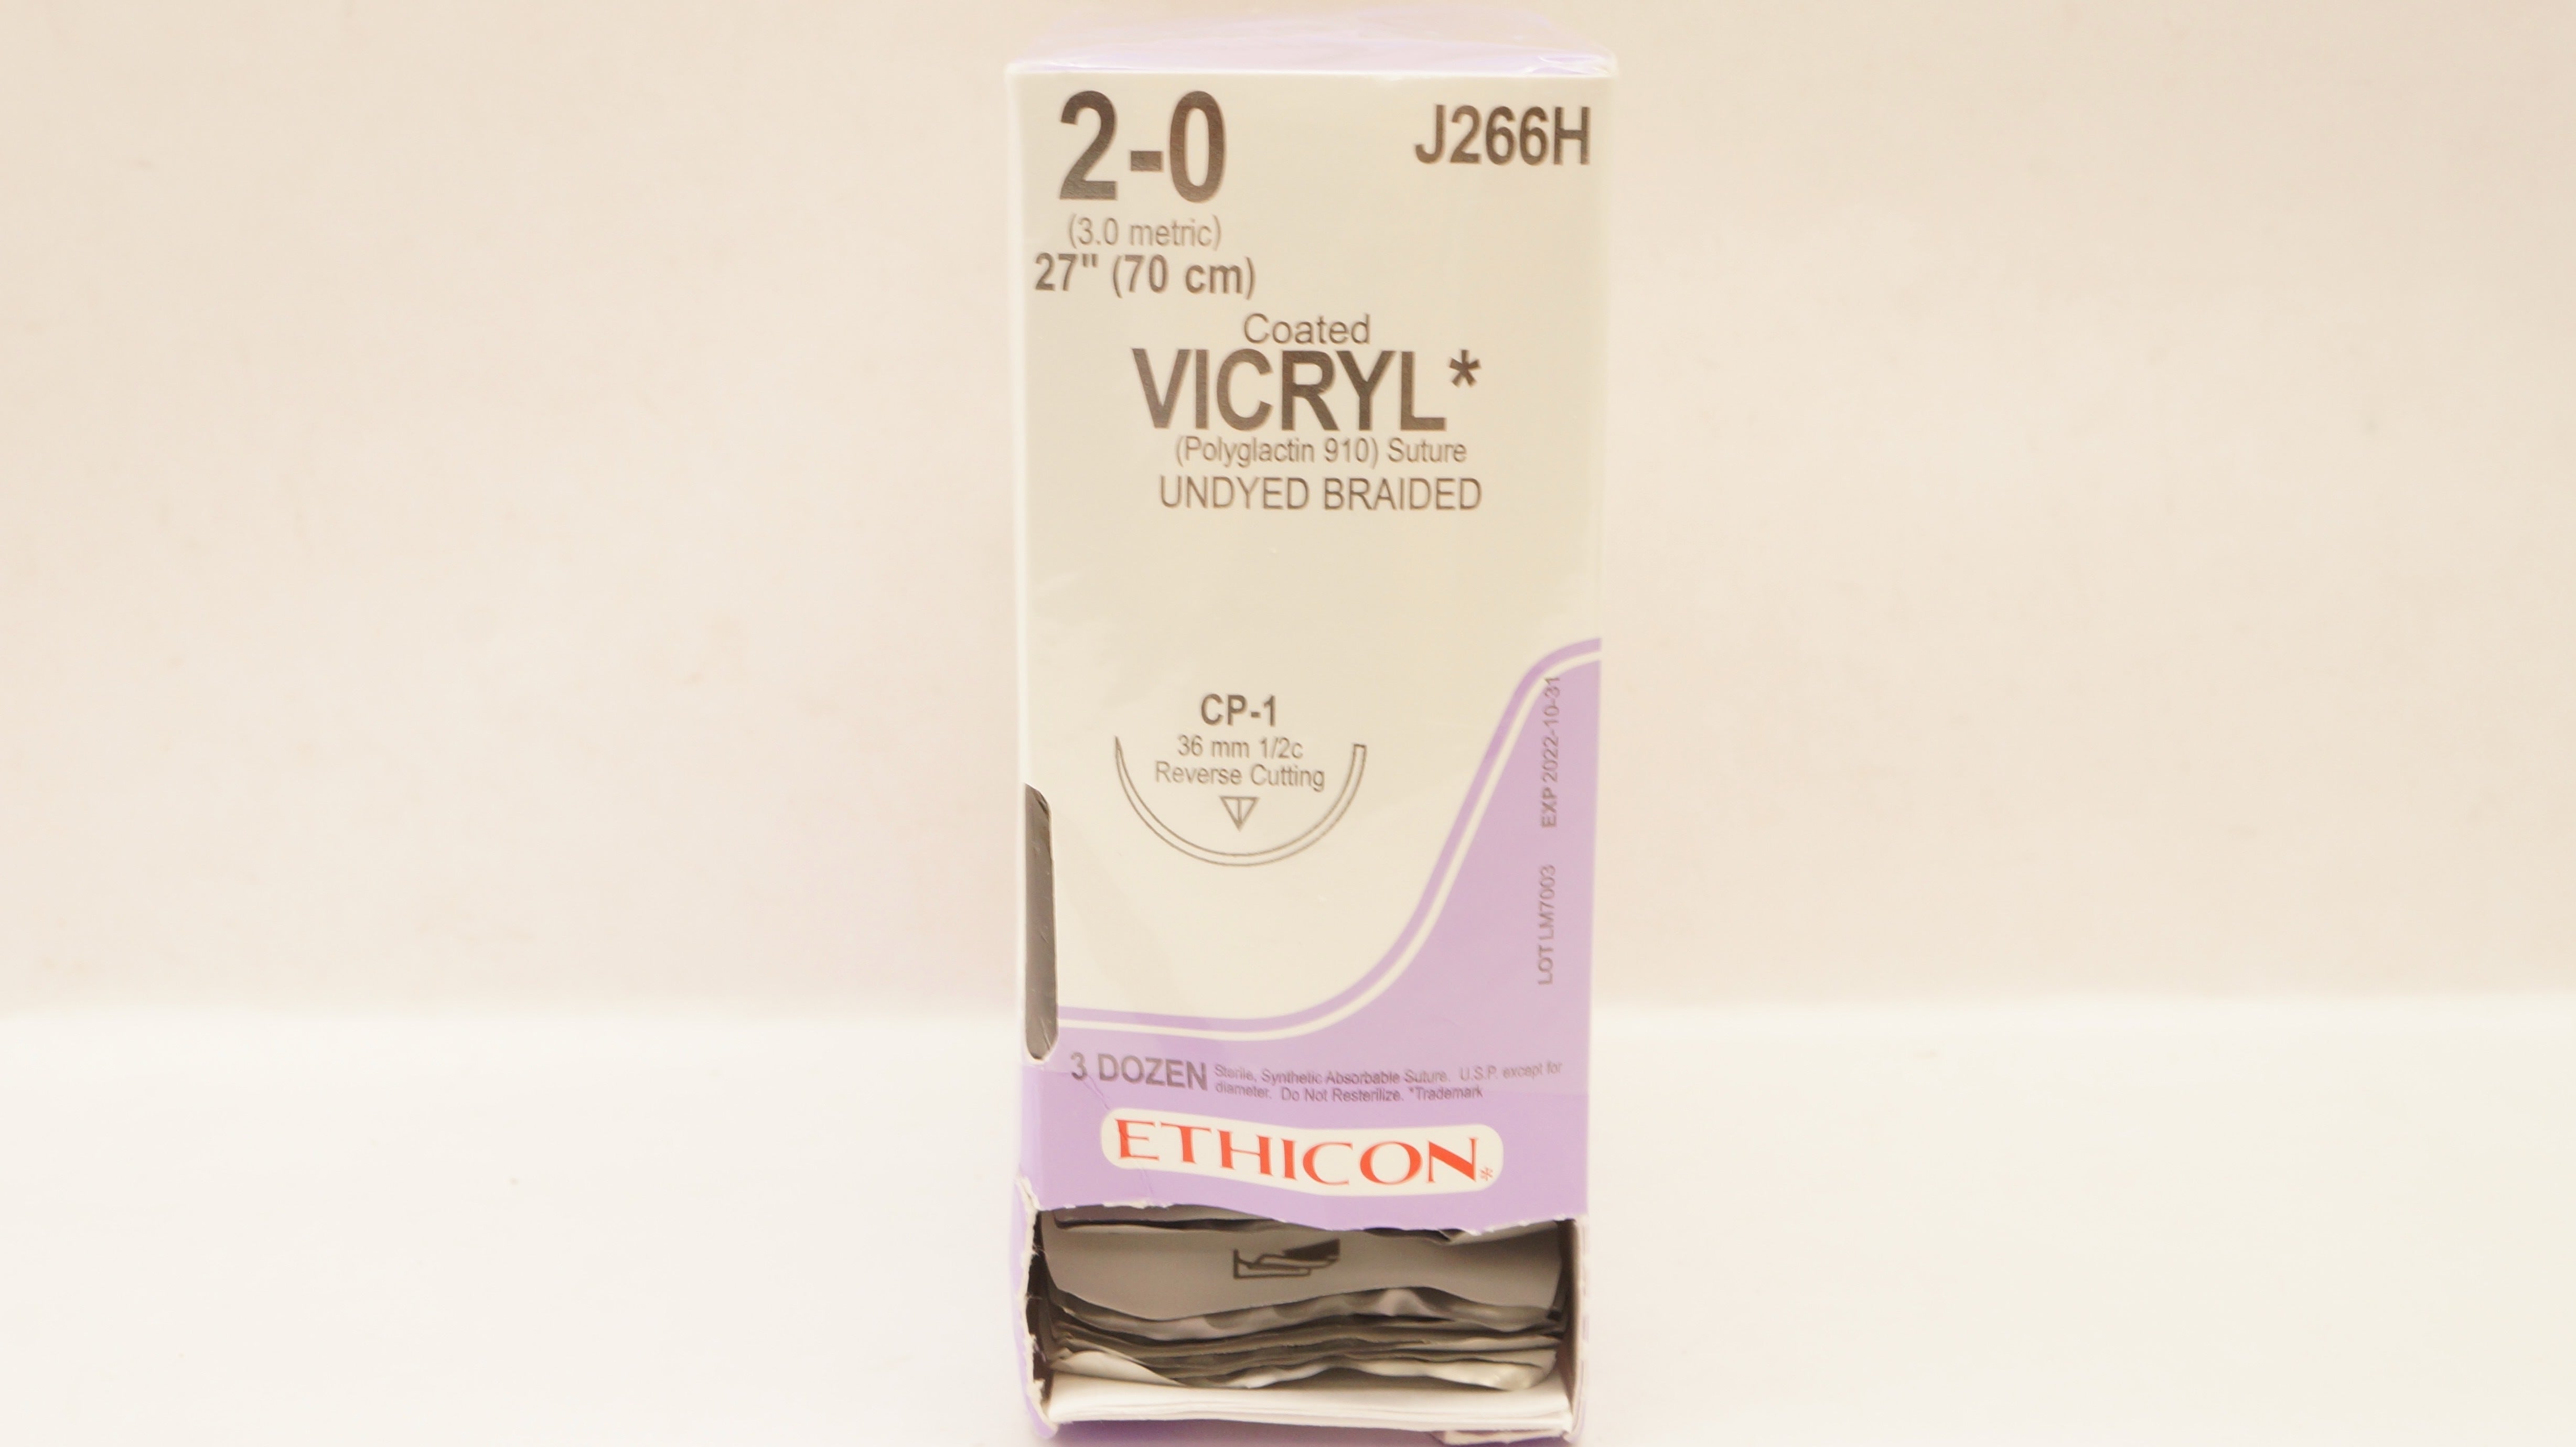 2-0
J266H
(3.0 metric)
27" (70 cm)
Coated
VICRYL*
(Polyglactin 910) Suture
UNDYED BRAIDED
CP-1
36 mm 1/2c
Reverse Cutting
LOT LM7003 EXP 2022-10-31
3 DOZEN
Sterile, Synthetic Absorbable Suture. U.S.P. except for
diameter. Do Not Resterilize. *Trademark
ETHICON*